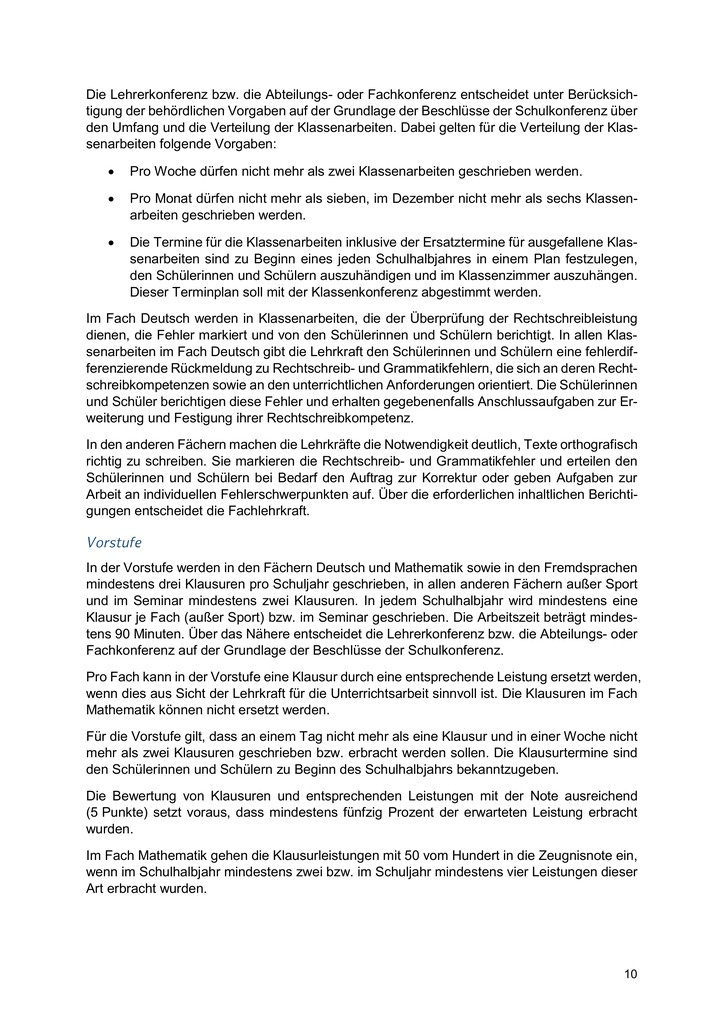 Die Lehrerkonferenz bzw. die Abteilungs- oder Fachkonferenz entscheidet unter Berücksich-
tigung der behördlichen Vorgaben auf der Grundlage der Beschlüsse der Schulkonferenz über
den Umfang und die Verteilung der Klassenarbeiten. Dabei gelten für die Verteilung der Klas-
senarbeiten folgende Vorgaben:
• Pro Woche dürfen nicht mehr als zwei Klassenarbeiten geschrieben werden.
• Pro Monat dürfen nicht mehr als sieben, im Dezember nicht mehr als sechs Klassen-
arbeiten geschrieben werden.
• Die Termine für die Klassenarbeiten inklusive der Ersatztermine für ausgefallene Klas-
senarbeiten sind zu Beginn eines jeden Schulhalbjahres in einem Plan festzulegen,
den Schülerinnen und Schülern auszuhändigen und im Klassenzimmer auszuhängen.
Dieser Terminplan soll mit der Klassenkonferenz abgestimmt werden.
Im Fach Deutsch werden in Klassenarbeiten, die der Überprüfung der Rechtschreibleistung
dienen, die Fehler markiert und von den Schülerinnen und Schülern berichtigt. In allen Klas-
senarbeiten im Fach Deutsch gibt die Lehrkraft den Schülerinnen und Schülern eine fehlerdif-
ferenzierende Rückmeldung zu Rechtschreib- und Grammatikfehlern, die sich an deren Recht-
schreibkompetenzen sowie an den unterrichtlichen Anforderungen orientiert. Die Schülerinnen
und Schüler berichtigen diese Fehler und erhalten gegebenenfalls Anschlussaufgaben zur Er-
weiterung und Festigung ihrer Rechtschreibkompetenz.
In den anderen Fächern machen die Lehrkräfte die Notwendigkeit deutlich, Texte orthografisch
richtig zu schreiben. Sie markieren die Rechtschreib- und Grammatikfehler und erteilen den
Schülerinnen und Schülern bei Bedarf den Auftrag zur Korrektur oder geben Aufgaben zur
Arbeit an individuellen Fehlerschwerpunkten auf. Über die erforderlichen inhaltlichen Berichti-
gungen entscheidet die Fachlehrkraft.
Vorstufe
In der Vorstufe werden in den Fächern Deutsch und Mathematik sowie in den Fremdsprachen
mindestens drei Klausuren pro Schuljahr geschrieben, in allen anderen Fächern außer Sport
und im Seminar mindestens zwei Klausuren. In jedem Schulhalbjahr wird mindestens eine
Klausur je Fach (außer Sport) bzw. im Seminar geschrieben. Die Arbeitszeit beträgt mindes-
tens 90 Minuten. Über das Nähere entscheidet die Lehrerkonferenz bzw. die Abteilungs- oder
Fachkonferenz auf der Grundlage der Beschlüsse der Schulkonferenz.
Pro Fach kann in der Vorstufe eine Klausur durch eine entsprechende Leistung ersetzt werden,
wenn dies aus Sicht der Lehrkraft für die Unterrichtsarbeit sinnvoll ist. Die Klausuren im Fach
Mathematik können nicht ersetzt werden.
Für die Vorstufe gilt, dass an einem Tag nicht mehr als eine Klausur und in einer Woche nicht
mehr als zwei Klausuren geschrieben bzw. erbracht werden sollen. Die Klausurtermine sind
den Schülerinnen und Schülern zu Beginn des Schulhalbjahrs bekanntzugeben.
Die Bewertung von Klausuren und entsprechenden Leistungen mit der Note ausreichend
(5 Punkte) setzt voraus, dass mindestens fünfzig Prozent der erwarteten Leistung erbracht
wurden.
Im Fach Mathematik gehen die Klausurleistungen mit 50 vom Hundert in die Zeugnisnote ein,
wenn im Schulhalbjahr mindestens zwei bzw. im Schuljahr mindestens vier Leistungen dieser
Art erbracht wurden.
10